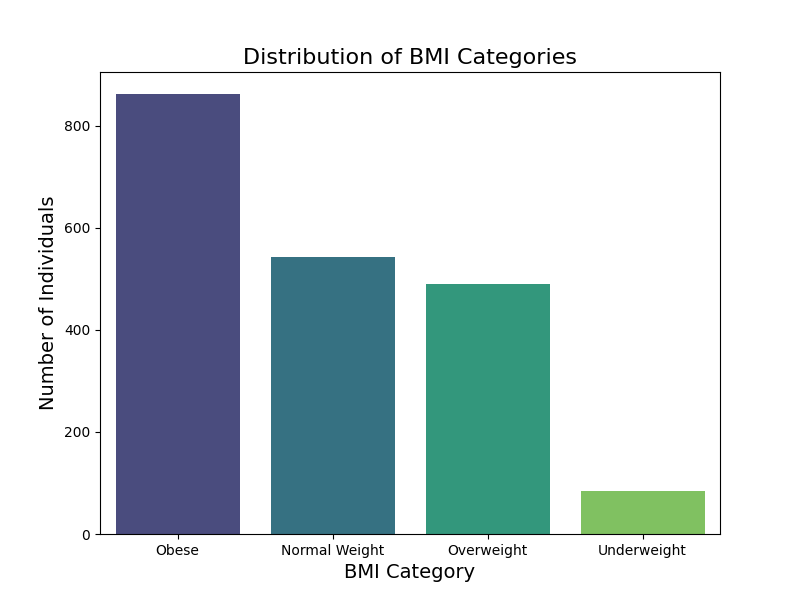 Distribution of BMI Categories
Number of Individuals
800
600
400
200
0
Obese Normal Weight Overweight Underweight
BMI Category